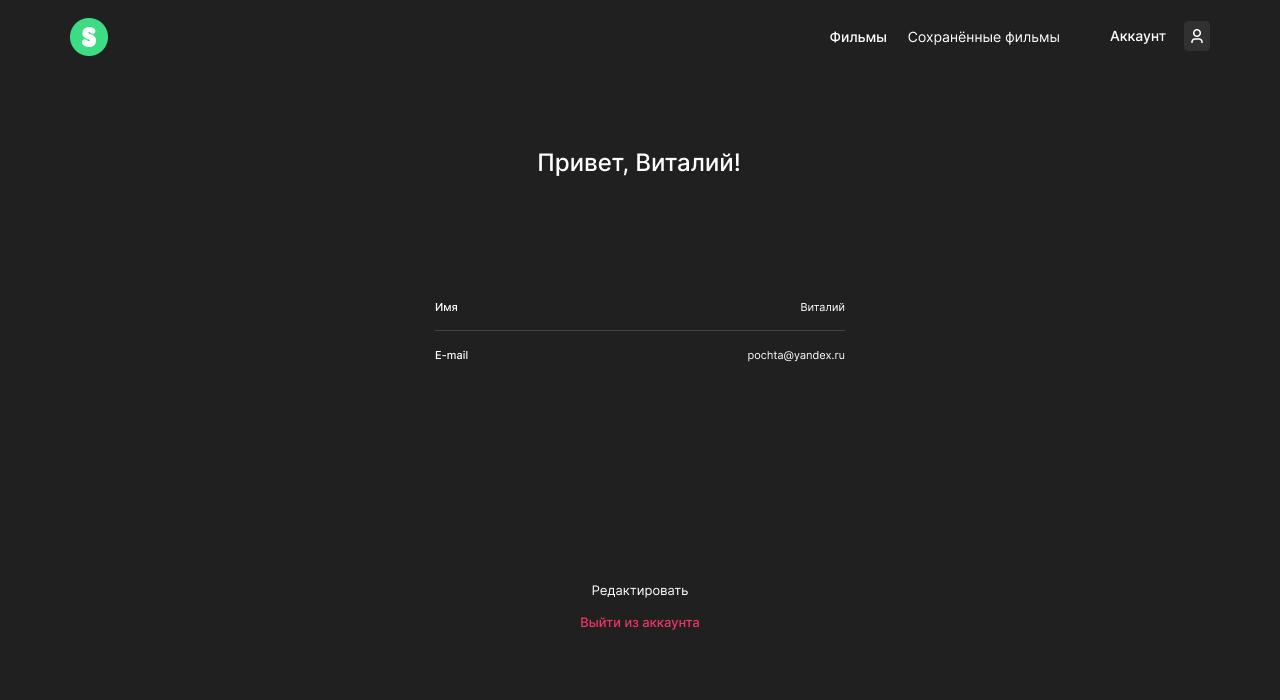 S
Фильмы Сохранённые фильмы Аккаунт
Привет, Виталий!
Имя Виталий
E-mail pochta@yandex.ru
Редактировать
Выйти из аккаунта